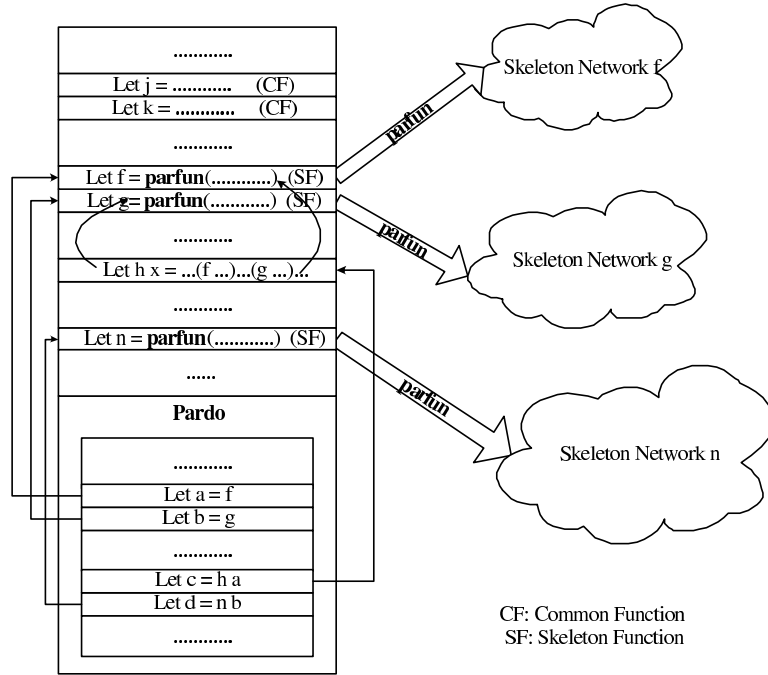 ............
Let j = ............ (CF)
Let k = ............ (CF)
............
Let f = parfun(............) (SF)
Let g= parfun(............) (SF)
............
Let h x = ...(f ...)...(g ...)...
............
Let n = parfun(............) (SF)
......
Pardo
............
Let a = f
Let b = g
............
Let c = h a
Let d = n b
............
parfun
Skeleton Network f
parfun
Skeleton Network g
parfun
Skeleton Network n
CF: Common Function
SF: Skeleton Function